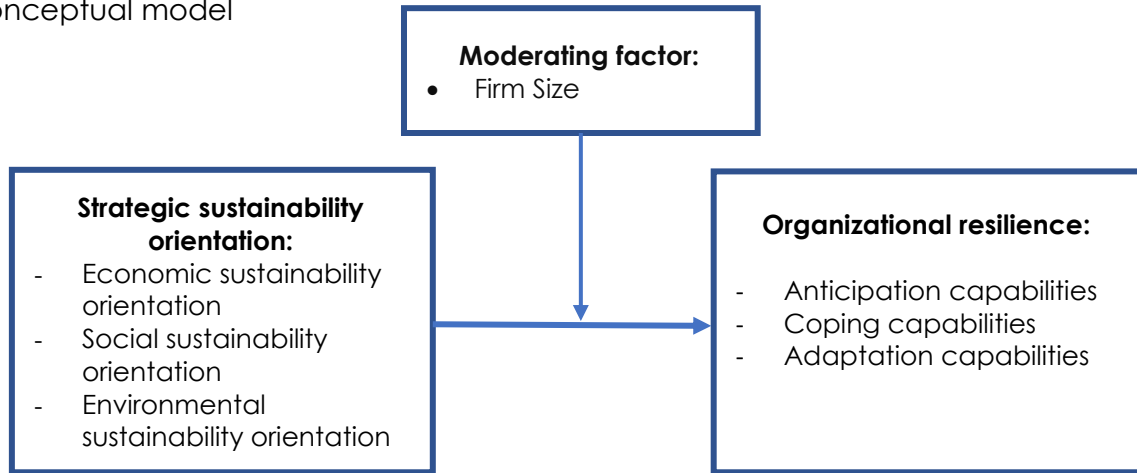 onceptual model
Moderating factor:
• Firm Size
Strategic sustainability
orientation:
- Economic sustainability
orientation
- Social sustainability
orientation
- Environmental
sustainability orientation
Organizational resilience:
- Anticipation capabilities
- Coping capabilities
- Adaptation capabilities